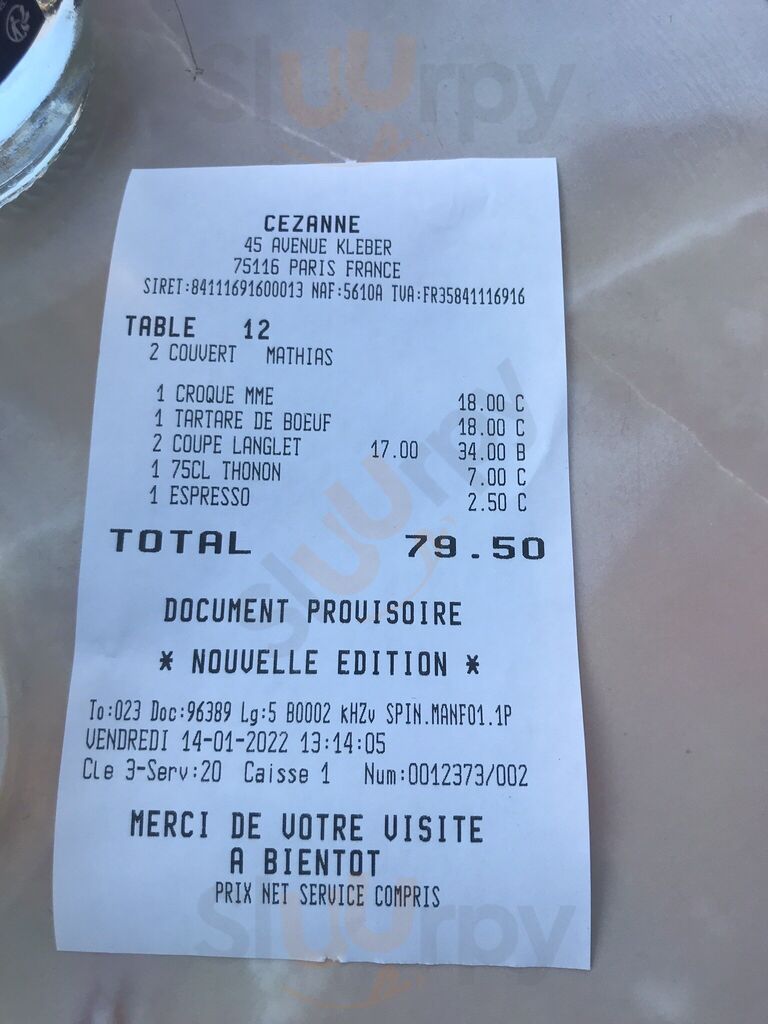 sluurpy
CEZANNE
45 AVENUE KLEBER
75116 PARIS FRANCE
SIRET:84111691600013 NAF:5610A TVA:FR35841116916
TABLE 12
2 COUVERT MATHIAS
1 CROQUE MME 18.00 C
1 TARTARE DE BOEUF 18.00 C
2 COUPE LANGLET 17.00 34.00 B
1 75CL THONON 7.00 C
1 ESPRESSO 2.50 C
sluurpy
TOTAL 79.50
DOCUMENT PROVISOIRE
* NOUVELLE EDITION *
To:023 Doc:96389 Lg:5 B0002 kHZv SPIN.MANF01.1P
VENDREDI 14-01-2022 13:14:05
Cle 3-Serv:20 Caisse 1 Num:0012373/002
MERCI DE VOTRE VISITE
A BIENTOT
PRIX NET SERVICE COMPRIS
sluurpy